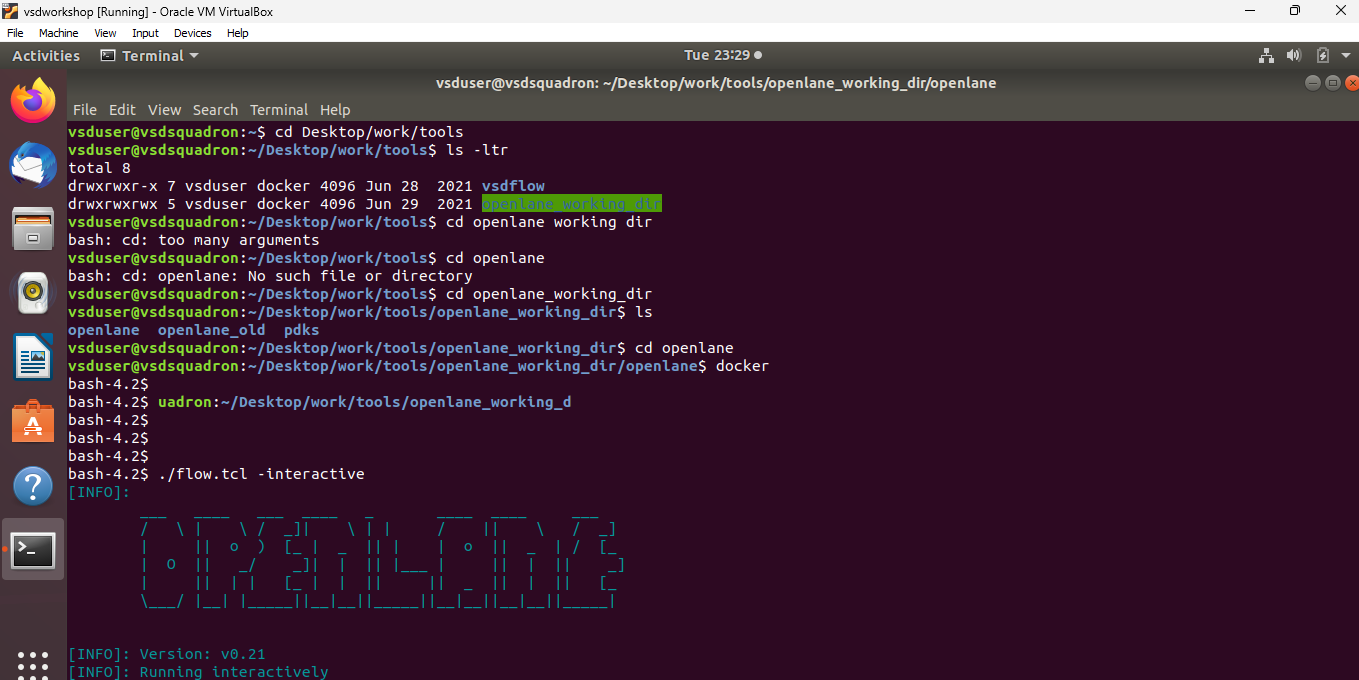 vsdworkshop [Running] - Oracle VM VirtualBox
File Machine View Input Devices Help
Activities Terminal Tue 23:29
vsduser@vsdsquadron: ~/Desktop/work/tools/openlane_working_dir/openlane
File Edit View Search Terminal Help
vsduser@vsdsquadron:~$ cd Desktop/work/tools
vsduser@vsdsquadron:~/Desktop/work/tools$ ls -ltr
total 8
drwxrwxr-x 7 vsduser docker 4096 Jun 28  2021 vsdflow
drwxrwxrwx 5 vsduser docker 4096 Jun 29  2021 openlane_working_dir
vsduser@vsdsquadron:~/Desktop/work/tools$ cd openlane working dir
bash: cd: too many arguments
vsduser@vsdsquadron:~/Desktop/work/tools$ cd openlane
bash: cd: openlane: No such file or directory
vsduser@vsdsquadron:~/Desktop/work/tools$ cd openlane_working_dir
vsduser@vsdsquadron:~/Desktop/work/tools/openlane_working_dir$ ls
openlane  openlane_old  pdks
vsduser@vsdsquadron:~/Desktop/work/tools/openlane_working_dir$ cd openlane
vsduser@vsdsquadron:~/Desktop/work/tools/openlane_working_dir/openlane$ docker
bash-4.2$
bash-4.2$ uadron:~/Desktop/work/tools/openlane_working_d
bash-4.2$
bash-4.2$
bash-4.2$
bash-4.2$ ./flow.tcl -interactive
[INFO]:
OPENLANE
[INFO]: Version: v0.21
[INFO]: Running interactively